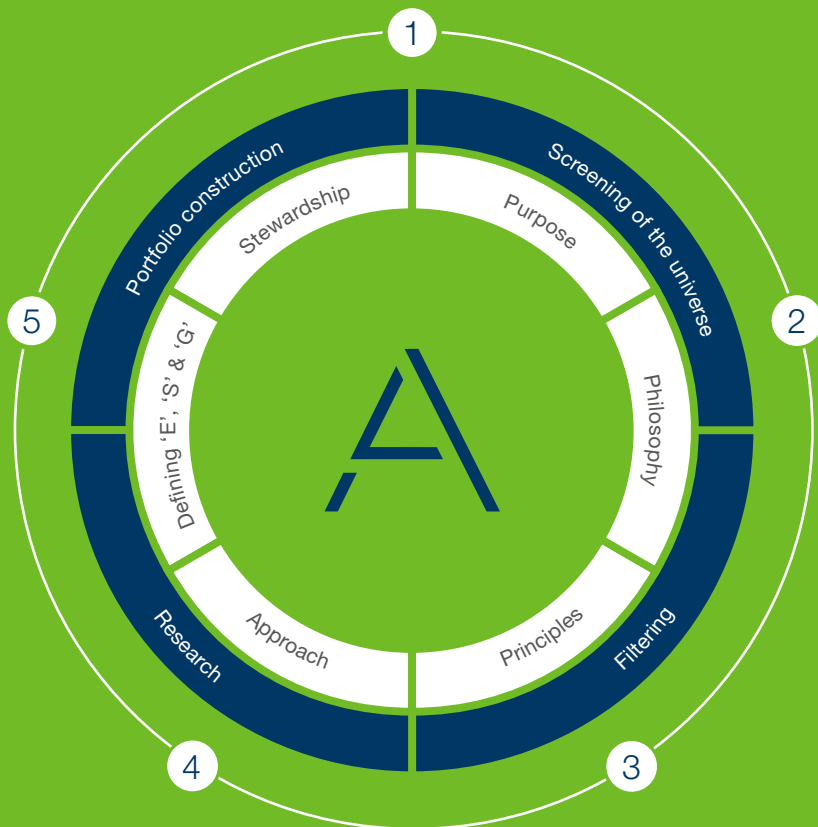 1
2
3
4
5
Screening of the universe
Filtering
Research
Portfolio construction
Purpose
Philosophy
Principles
Approach
Defining ‘E’, ‘S’ & ‘G’
Stewardship
A